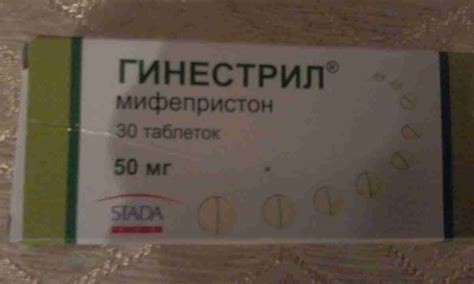 ГИНЕСТРИЛ®
мифепристон
30 таблеток
50 мг
STADA